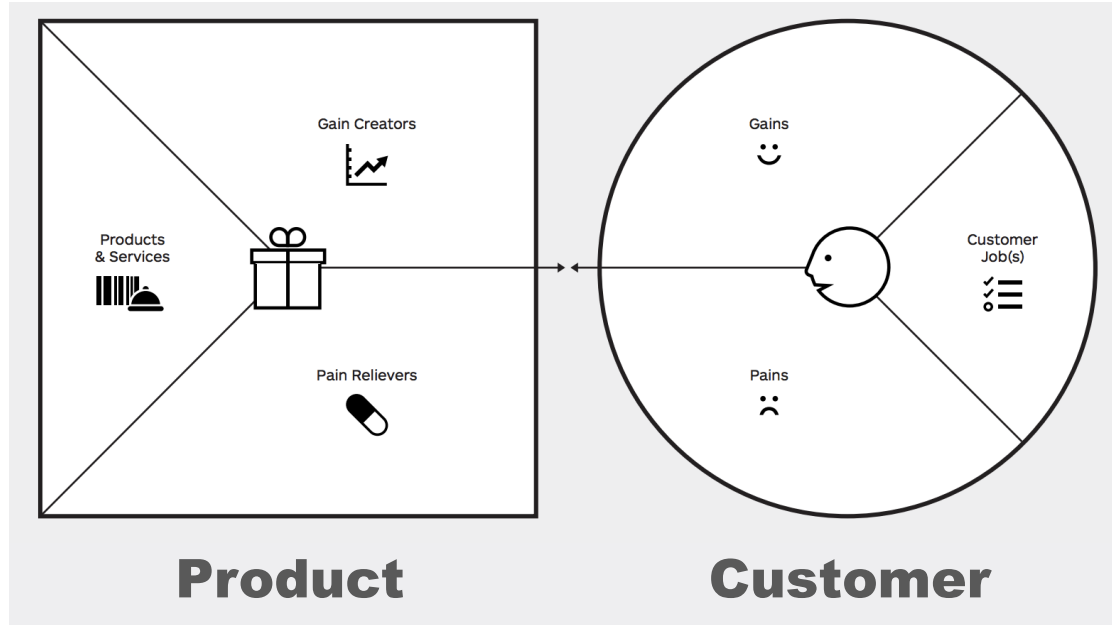 Gain Creators
Products
& Services
Pain Relievers
Product
Gains
Customer
Job(s)
Pains
Customer